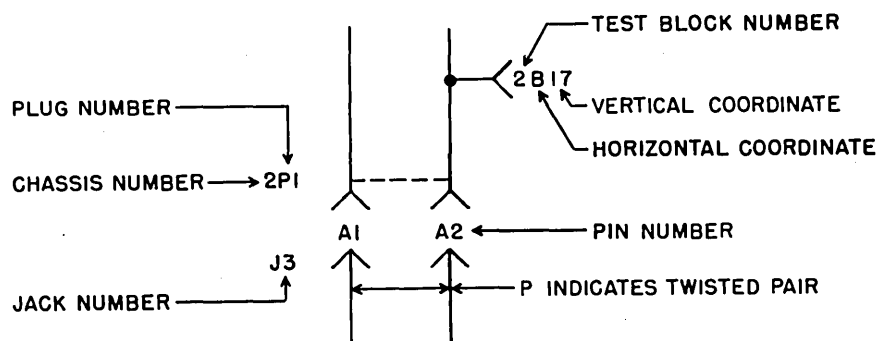 TEST BLOCK NUMBER
2B17
PLUG NUMBER
VERTICAL COORDINATE
HORIZONTAL COORDINATE
CHASSIS NUMBER
2P1
A1
A2
PIN NUMBER
J3
JACK NUMBER
P INDICATES TWISTED PAIR